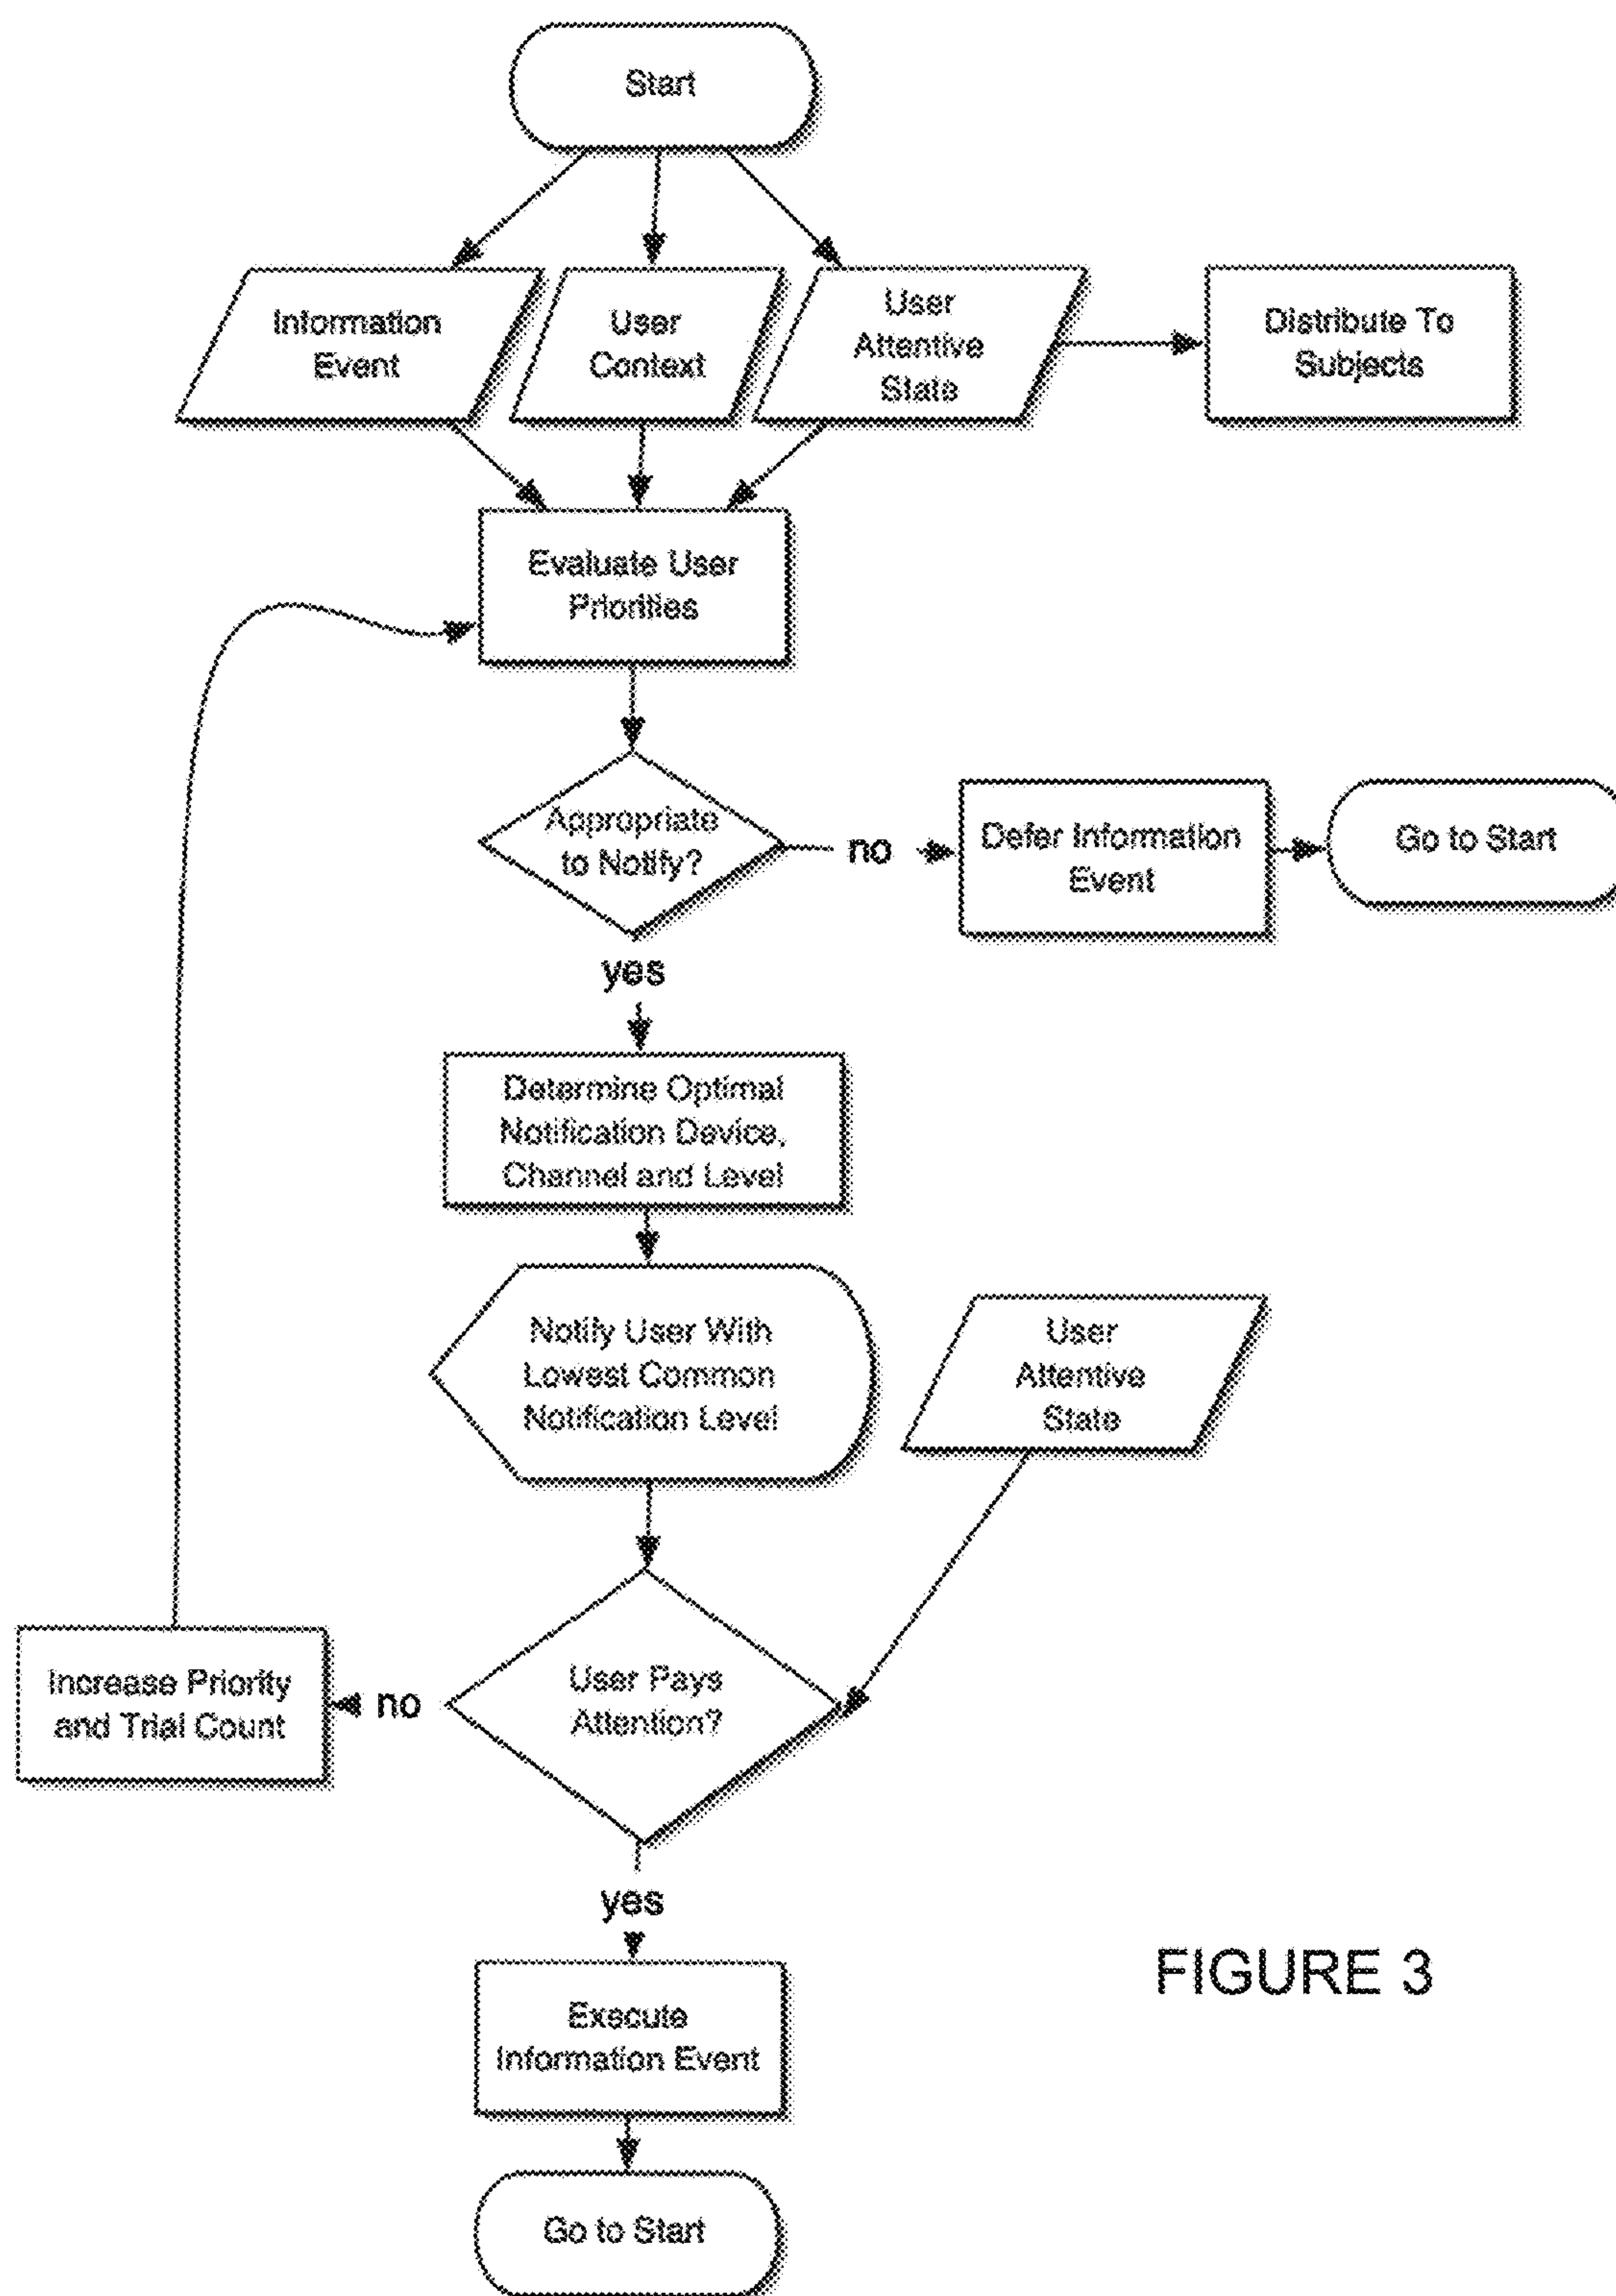 Start
Information
Event
User
Context
User
Attentive
State
Distribute To
Subjects
Evaluate User
Priorities
Appropriate
to Notify?
no
Defer Information
Event
Go to Start
yes
Determine Optimal
Notification Device,
Channel and Level
Notify User With
Lowest Common
Notification Level
User
Attentive
State
User Pays
Attention?
no
Increase Priority
and Trial Count
yes
Execute
Information Event
Go to Start
FIGURE 3